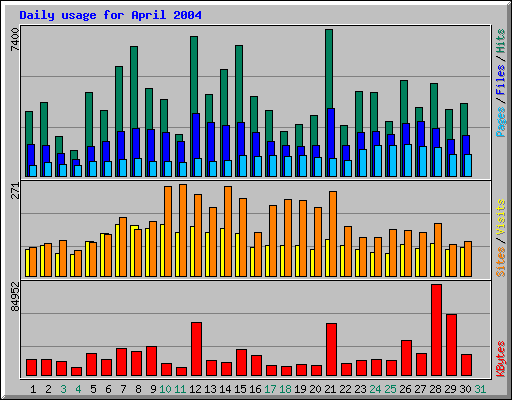 Daily usage for April 2004
7400
Pages / Files / Hits
271
Sites / Visits
84952
KBytes
1 2 3 4 5 6 7 8 9 10 11 12 13 14 15 16 17 18 19 20 21 22 23 24 25 26 27 28 29 30 31